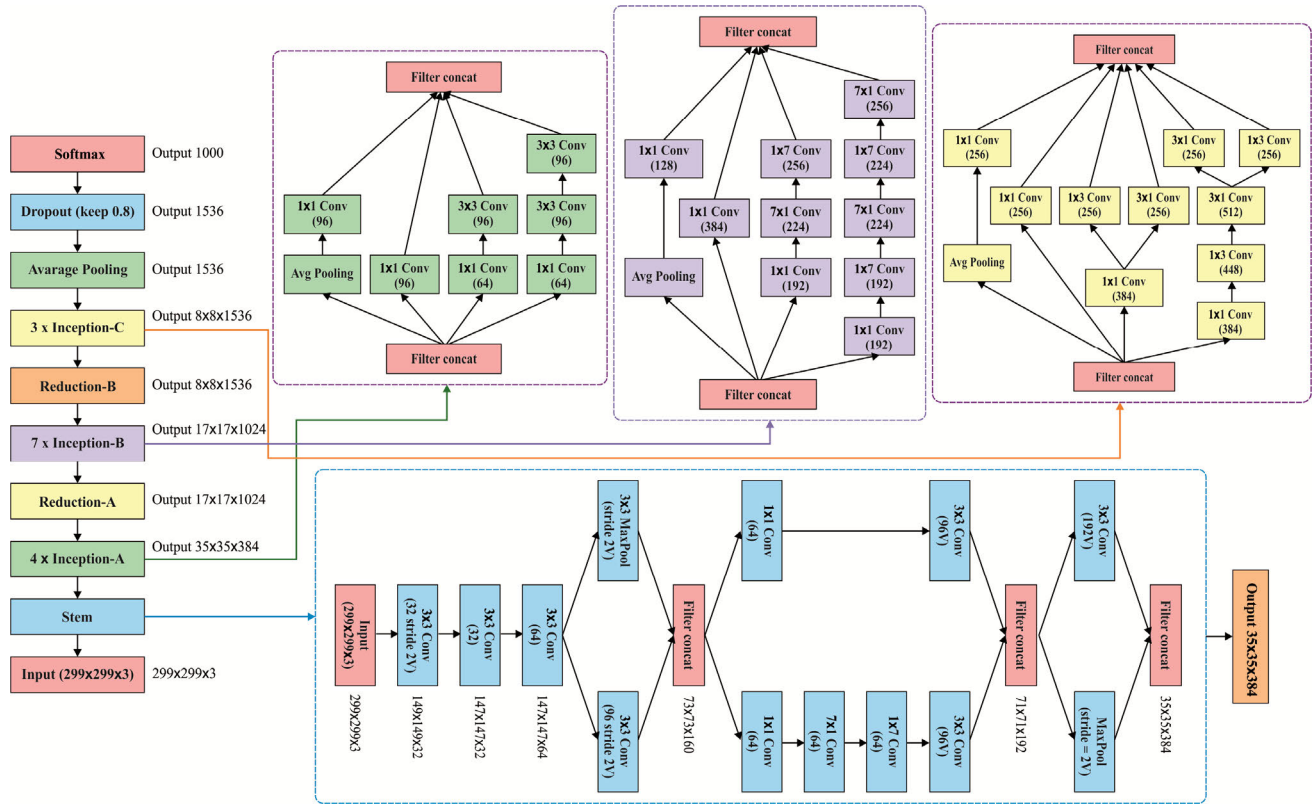 Softmax
Output 1000
Dropout (keep 0.8)
Output 1536
Avarage Pooling
Output 1536
3 x Inception-C
Output 8x8x1536
Reduction-B
Output 8x8x1536
7 x Inception-B
Output 17x17x1024
Reduction-A
Output 17x17x1024
4 x Inception-A
Output 35x35x384
Stem
Input (299x299x3)
299x299x3
Filter concat
3x3 Conv
(96)
1x1 Conv
(96)
3x3 Conv
(96)
3x3 Conv
(96)
Avg Pooling
1x1 Conv
(96)
1x1 Conv
(64)
1x1 Conv
(64)
Filter concat
Filter concat
7x1 Conv
(256)
1x1 Conv
(128)
1x7 Conv
(256)
1x7 Conv
(224)
1x1 Conv
(384)
7x1 Conv
(224)
7x1 Conv
(224)
Avg Pooling
1x1 Conv
(192)
1x7 Conv
(192)
1x1 Conv
(192)
Filter concat
Filter concat
1x1 Conv
(256)
3x1 Conv
(256)
1x3 Conv
(256)
1x1 Conv
(256)
1x3 Conv
(256)
3x1 Conv
(256)
3x1 Conv
(512)
Avg Pooling
1x1 Conv
(384)
1x3 Conv
(448)
1x1 Conv
(384)
Filter concat
Input
(299x299x3)
299x299x3
3x3 Conv
(32 stride 2V)
149x149x32
3x3 Conv
(32)
147x147x32
3x3 Conv
(64)
147x147x64
3x3 MaxPool
(stride 2V)
3x3 Conv
(96 stride 2V)
Filter concat
73x73x160
1x1 Conv
(64)
3x3 Conv
(96V)
1x1 Conv
(64)
7x1 Conv
(64)
1x7 Conv
(64)
3x3 Conv
(96V)
Filter concat
71x71x192
3x3 Conv
(192V)
MaxPool
(stride = 2V)
Filter concat
35x35x384
Output 35x35x384